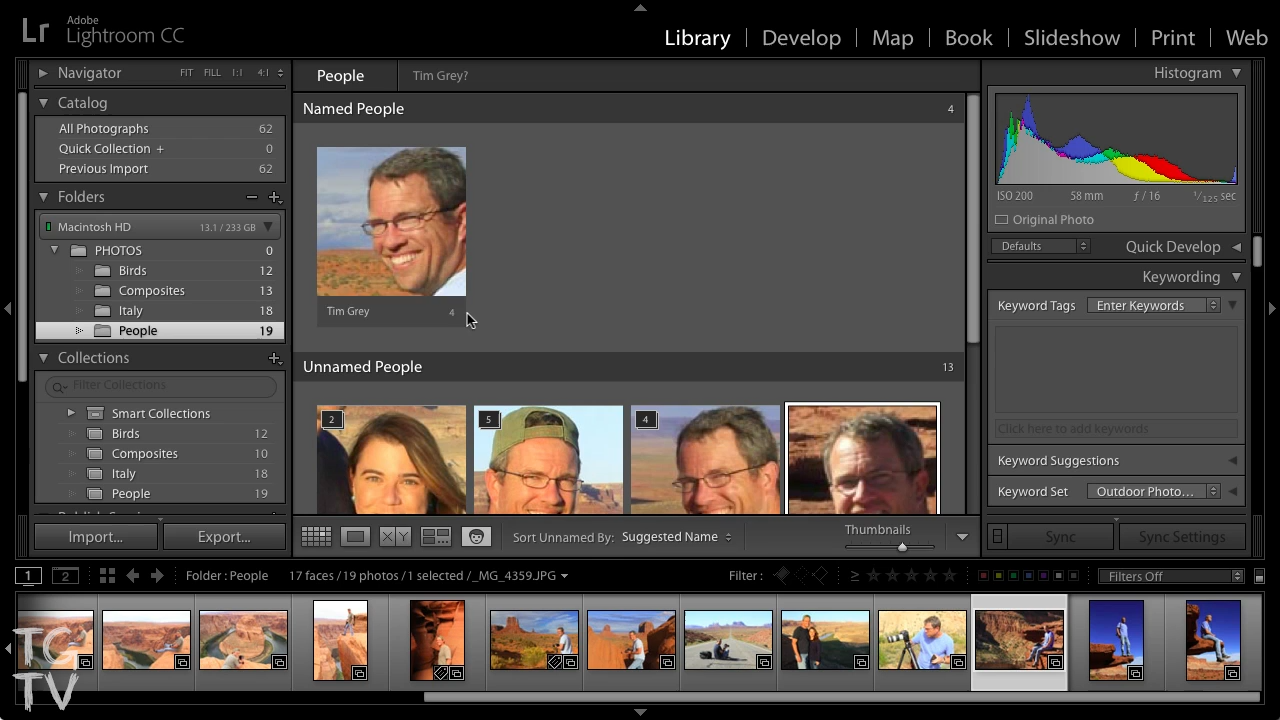 Lr
Adobe
Lightroom CC
Library | Develop | Map | Book | Slideshow | Print | Web
Navigator FIT FILL 1:1 4:1
Catalog
All Photographs 62
Quick Collection + 0
Previous Import 62
Folders
Macintosh HD 13.1 / 233 GB
PHOTOS 0
Birds 12
Composites 13
Italy 18
People 19
Collections
Filter Collections
Smart Collections
Birds 12
Composites 10
Italy 18
People 19
Import...
Export...
People
Tim Grey?
Named People 4
Tim Grey 4
Unnamed People 13
2
5
4
XY
Sort Unnamed By: Suggested Name
Thumbnails
Histogram
ISO 200 58 mm ƒ / 16 1/125 sec
Original Photo
Defaults
Quick Develop
Keywording
Keyword Tags Enter Keywords
Click here to add keywords
Keyword Suggestions
Keyword Set Outdoor Photo...
Sync
Sync Settings
1
2
Folder : People
17 faces / 19 photos / 1 selected / _MG_4359.JPG
Filter :
≥
Filters Off
TG
TV